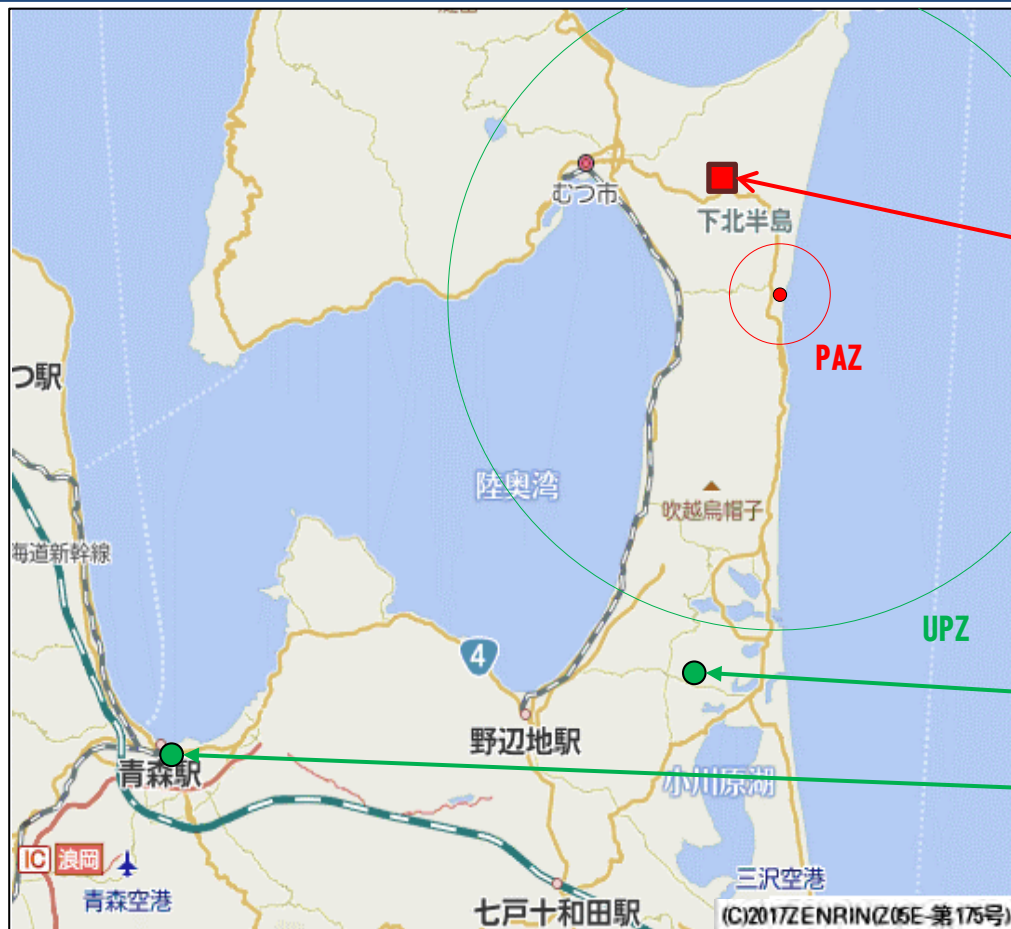 むつ市
下北半島
PAZ
つ駅
陸奥湾
吹越烏帽子
海道新幹線
UPZ
4
野辺地駅
青森駅
小川原湖
IC 浪岡
青森空港
三沢空港
七戸十和田駅
(C)2017ZENRIN(Z05E-第175号)